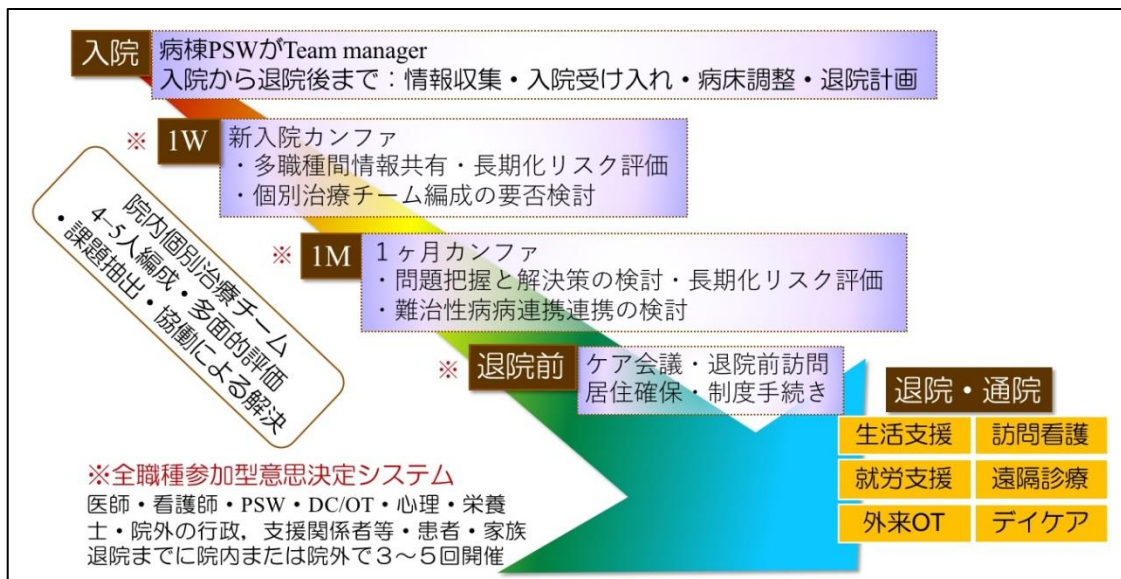 入院
病棟PSWがTeam manager
入院から退院後まで：情報収集・入院受け入れ・病床調整・退院計画
※ 1W
新入院カンファ
・多職種間情報共有・長期化リスク評価
・個別治療チーム編成の要否検討
院内個別治療チーム
4–5人編成・多面的評価
・課題抽出・協働による解決
※ 1M
１ヶ月カンファ
・問題把握と解決策の検討・長期化リスク評価
・難治性病病連携連携の検討
※ 退院前
ケア会議・退院前訪問
居住確保・制度手続き
退院・通院
生活支援 訪問看護
就労支援 遠隔診療
外来OT デイケア
※全職種参加型意思決定システム
医師・看護師・PSW・DC/OT・心理・栄養
士・院外の行政，支援関係者等・患者・家族
退院までに院内または院外で３～５回開催